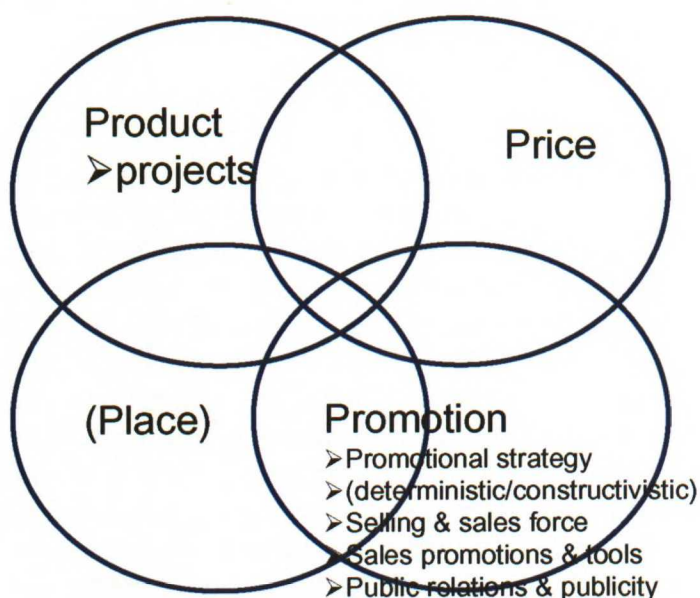 Product
➢projects
Price
(Place)
Promotion
➢Promotional strategy
➢(deterministic/constructivistic)
➢Selling & sales force
➢Sales promotions & tools
➢Public relations & publicity